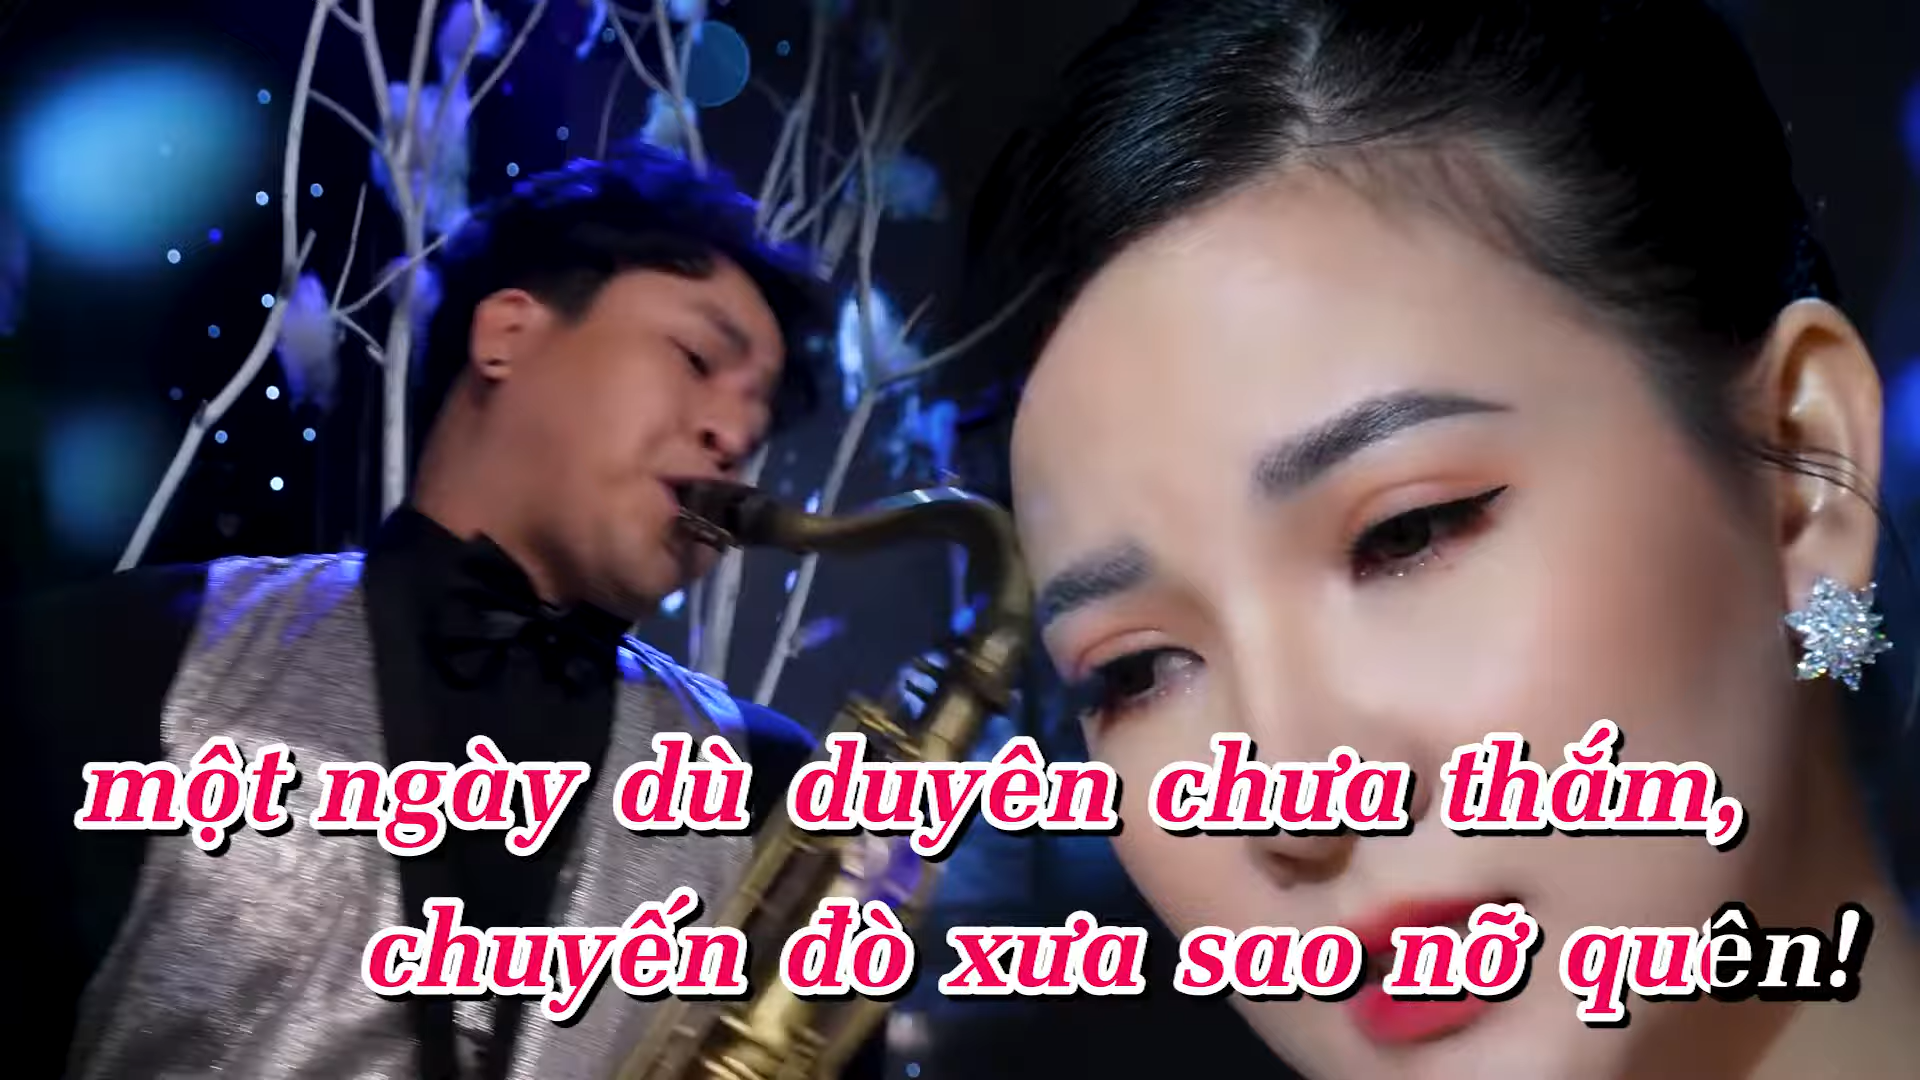 một ngày dù duyên chưa thắm,
chuyến đò xưa sao nỡ quên!